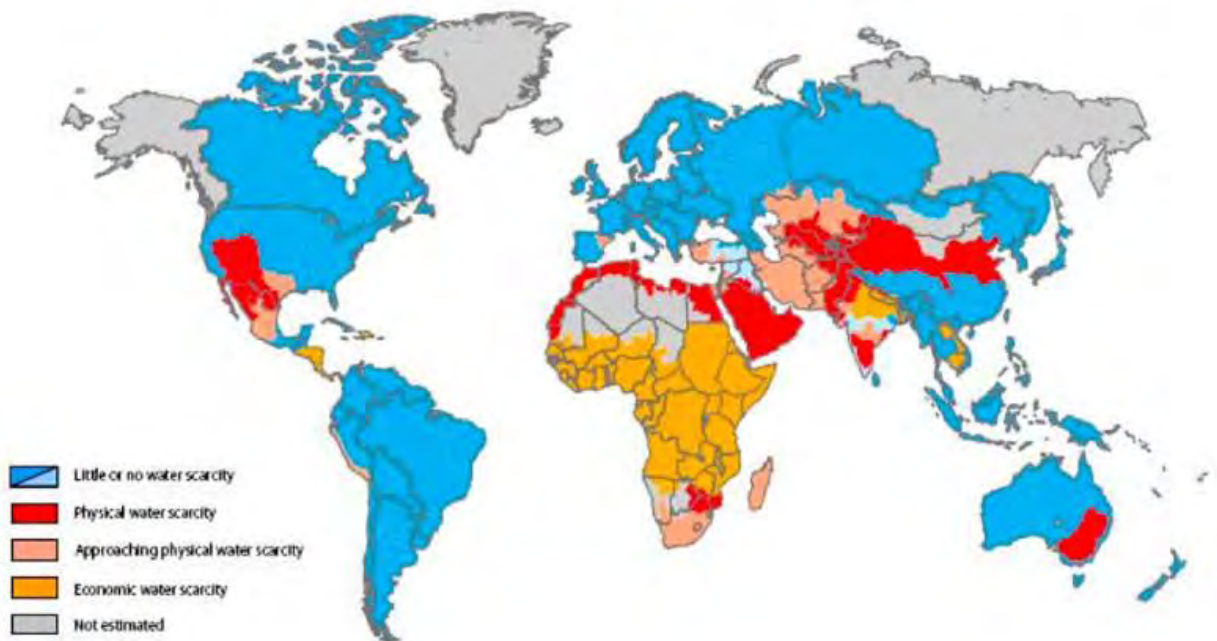 Little or no water scarcity
Physical water scarcity
Approaching physical water scarcity
Economic water scarcity
Not estimated